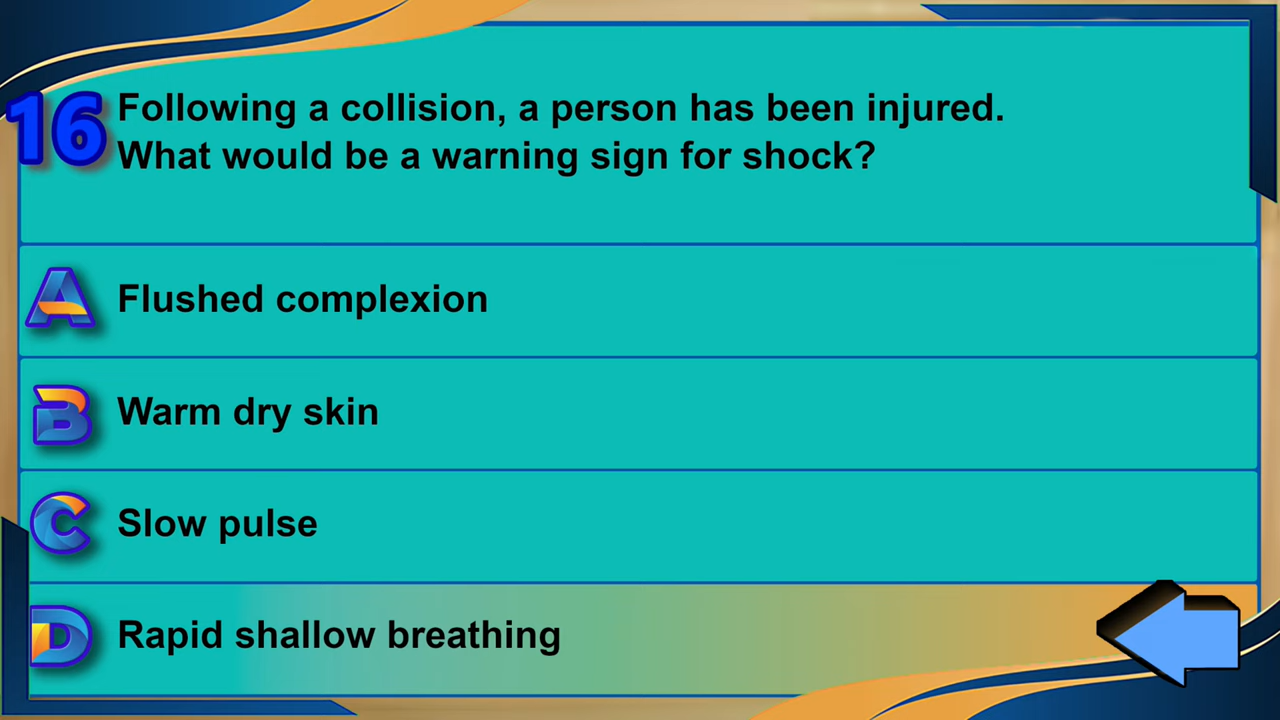 16 Following a collision, a person has been injured.
What would be a warning sign for shock?
A Flushed complexion
B Warm dry skin
C Slow pulse
D Rapid shallow breathing